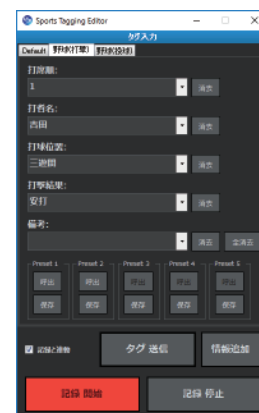 Sports Tagging Editor
タグ入力
Default 野球(打撃) 野球(投球)
打席順:
1 消去
打者名:
吉田 消去
打球位置:
三遊間 消去
打撃結果:
安打 消去
備考:
消去 全消去
Preset 1 Preset 2 Preset 3 Preset 4 Preset 5
呼出 呼出 呼出 呼出 呼出
保存 保存 保存 保存 保存
記録と連動 タグ 送信 情報追加
記録 開始 記録 停止